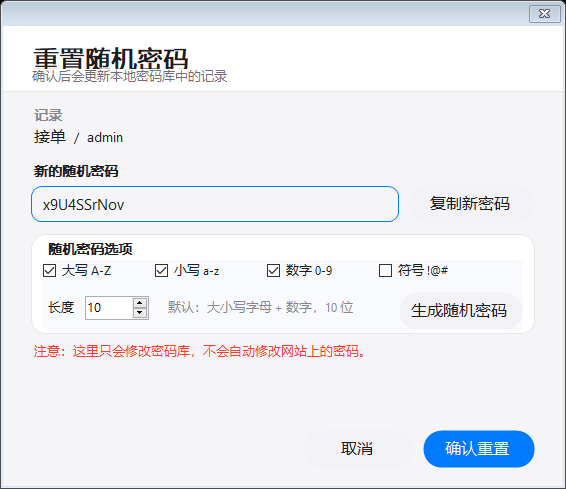 重置随机密码
确认后会更新本地密码库中的记录
记录
接单 / admin
新的随机密码
x9U4SSrNov 复制新密码
随机密码选项
大写 A-Z 小写 a-z 数字 0-9 符号 !@#
长度 10 默认：大小写字母 + 数字，10 位 生成随机密码
注意：这里只会修改密码库，不会自动修改网站上的密码。
取消 确认重置